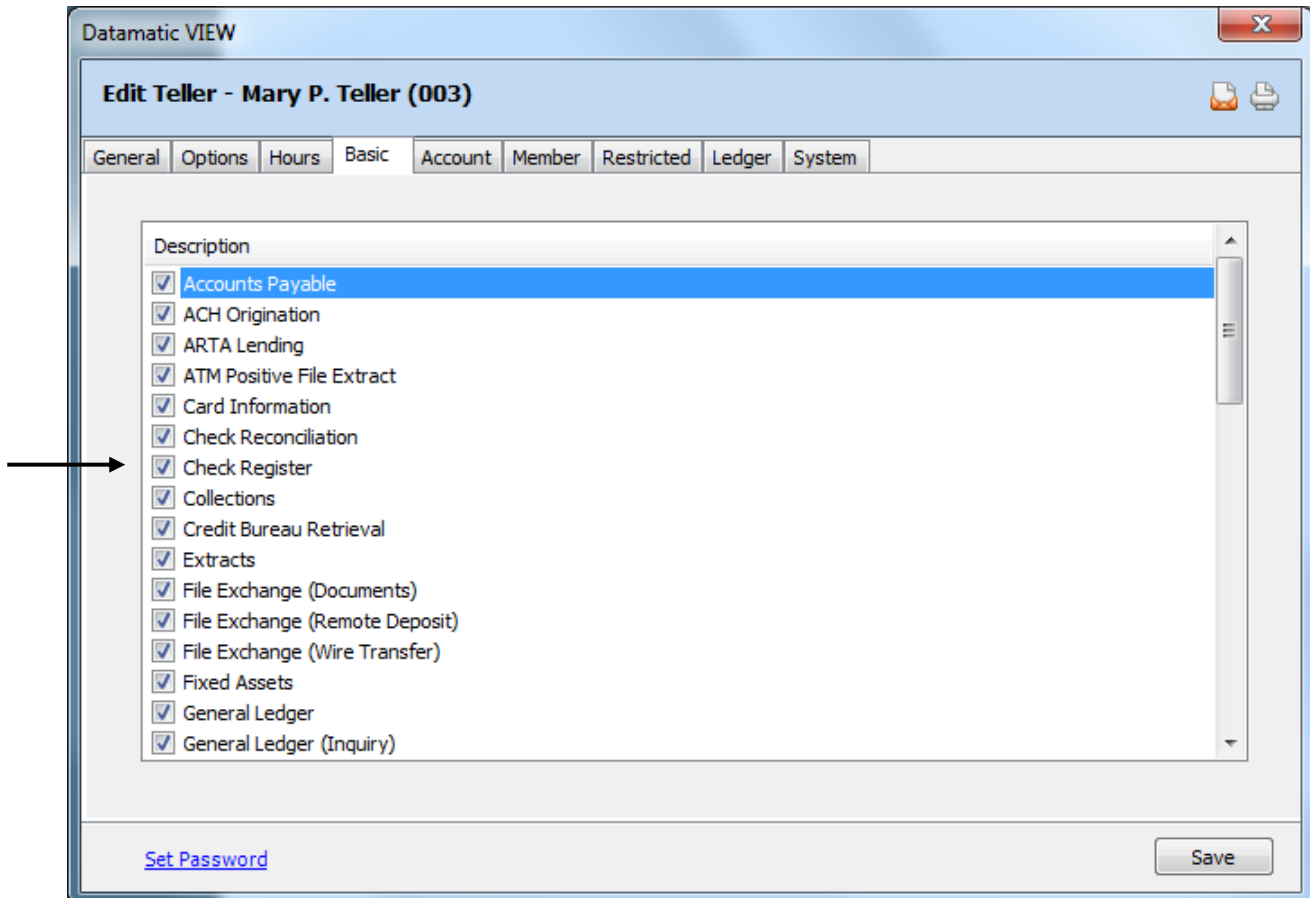 Datamatic VIEW
Edit Teller - Mary P. Teller (003)
General Options Hours Basic Account Member Restricted Ledger System
Description
Accounts Payable
ACH Origination
ARTA Lending
ATM Positive File Extract
Card Information
Check Reconciliation
Check Register
Collections
Credit Bureau Retrieval
Extracts
File Exchange (Documents)
File Exchange (Remote Deposit)
File Exchange (Wire Transfer)
Fixed Assets
General Ledger
General Ledger (Inquiry)
Set Password Save